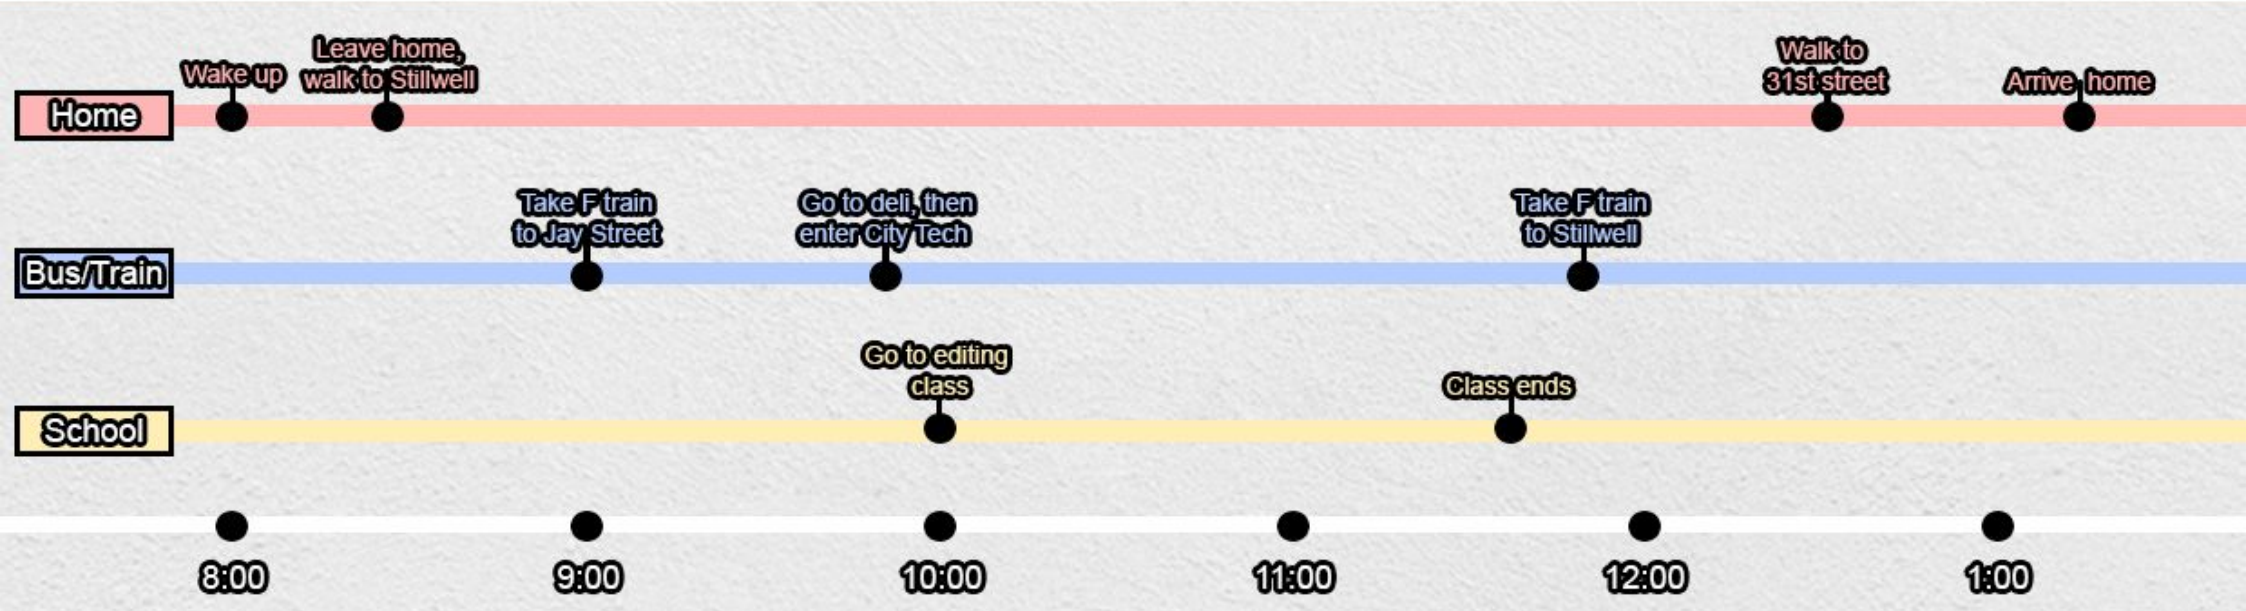 Leave home,
Wake up
walk to Stillwell
Walk to
31st street
Arrive home
Home
Take F train
to Jay Street
Go to deli, then
enter City Tech
Take F train
to Stillwell
Bus/Train
Go to editing
class
Class ends
School
8:00
9:00
10:00
11:00
12:00
1:00